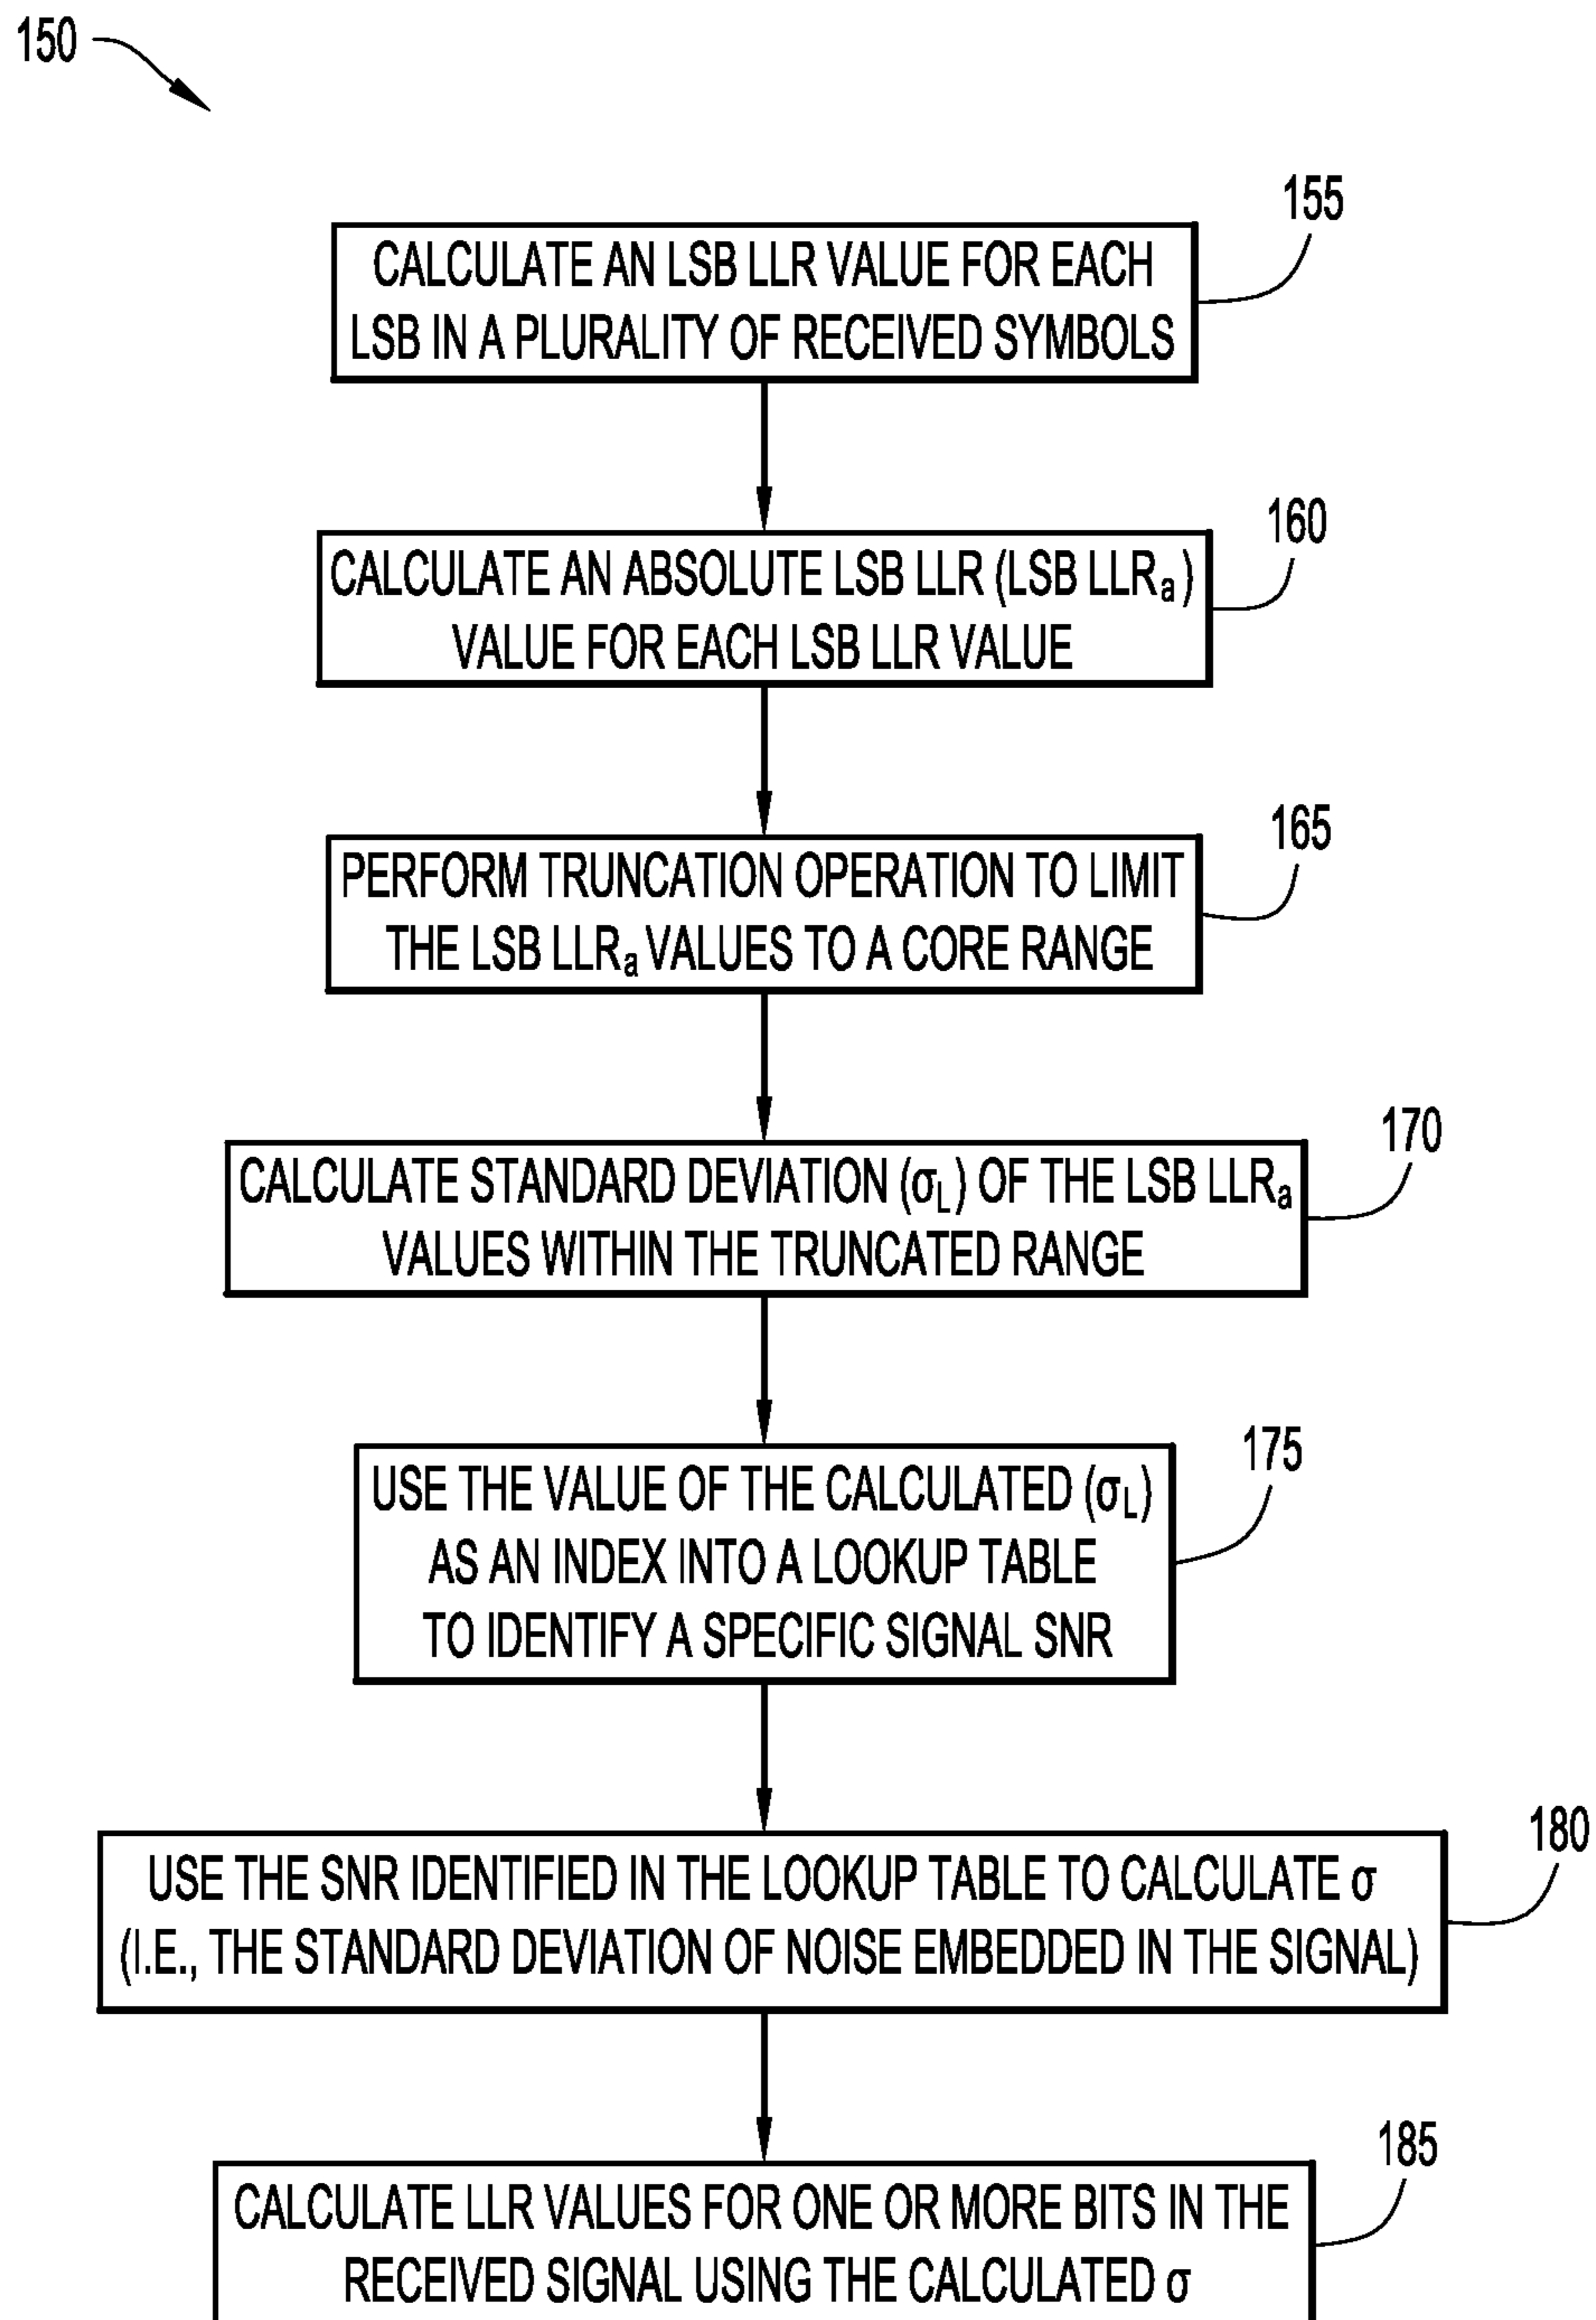 150
155
CALCULATE AN LSB LLR VALUE FOR EACH
LSB IN A PLURALITY OF RECEIVED SYMBOLS
160
CALCULATE AN ABSOLUTE LSB LLR (LSB LLRₐ)
VALUE FOR EACH LSB LLR VALUE
165
PERFORM TRUNCATION OPERATION TO LIMIT
THE LSB LLRₐ VALUES TO A CORE RANGE
170
CALCULATE STANDARD DEVIATION (σL) OF THE LSB LLRₐ
VALUES WITHIN THE TRUNCATED RANGE
175
USE THE VALUE OF THE CALCULATED (σL)
AS AN INDEX INTO A LOOKUP TABLE
TO IDENTIFY A SPECIFIC SIGNAL SNR
180
USE THE SNR IDENTIFIED IN THE LOOKUP TABLE TO CALCULATE σ
(I.E., THE STANDARD DEVIATION OF NOISE EMBEDDED IN THE SIGNAL)
185
CALCULATE LLR VALUES FOR ONE OR MORE BITS IN THE
RECEIVED SIGNAL USING THE CALCULATED σ